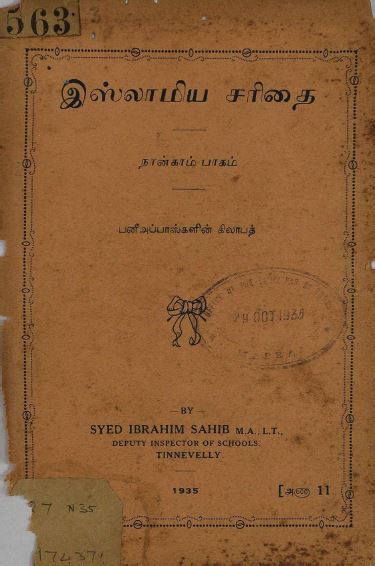 563
இஸ்லாமிய சரிதை
நான்காம் பாகம்
பனீஅப்பாஸ்களின் கிலாபத்
29 OCT 1935
— BY —
SYED IBRAHIM SAHIB M.A., L.T.,
DEPUTY INSPECTOR OF SCHOOLS.
TINNEVELLY
1935
[அணா 11
N35